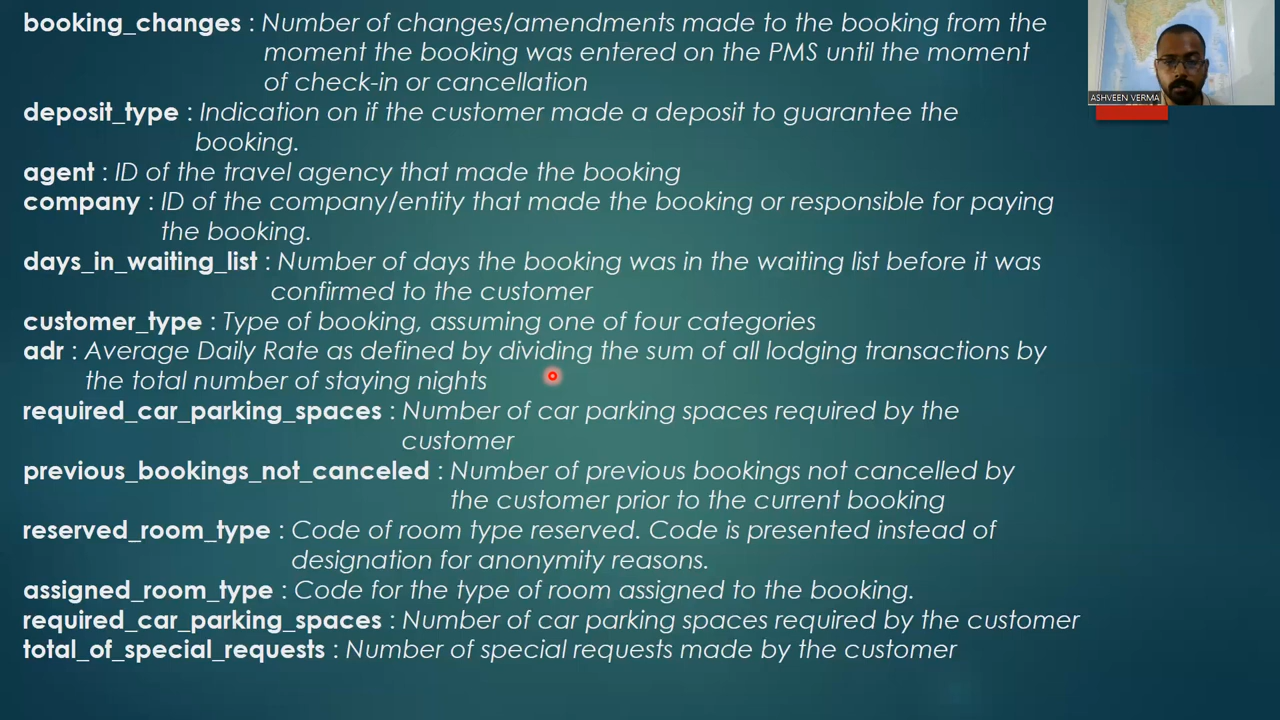 booking_changes : Number of changes/amendments made to the booking from the
moment the booking was entered on the PMS until the moment
of check-in or cancellation
deposit_type : Indication on if the customer made a deposit to guarantee the
booking.
agent : ID of the travel agency that made the booking
company : ID of the company/entity that made the booking or responsible for paying
the booking.
days_in_waiting_list : Number of days the booking was in the waiting list before it was
confirmed to the customer
customer_type : Type of booking, assuming one of four categories
adr : Average Daily Rate as defined by dividing the sum of all lodging transactions by
the total number of staying nights
required_car_parking_spaces : Number of car parking spaces required by the
customer
previous_bookings_not_canceled : Number of previous bookings not cancelled by
the customer prior to the current booking
reserved_room_type : Code of room type reserved. Code is presented instead of
designation for anonymity reasons.
assigned_room_type : Code for the type of room assigned to the booking.
required_car_parking_spaces : Number of car parking spaces required by the customer
total_of_special_requests : Number of special requests made by the customer
ASHVEEN VERMA